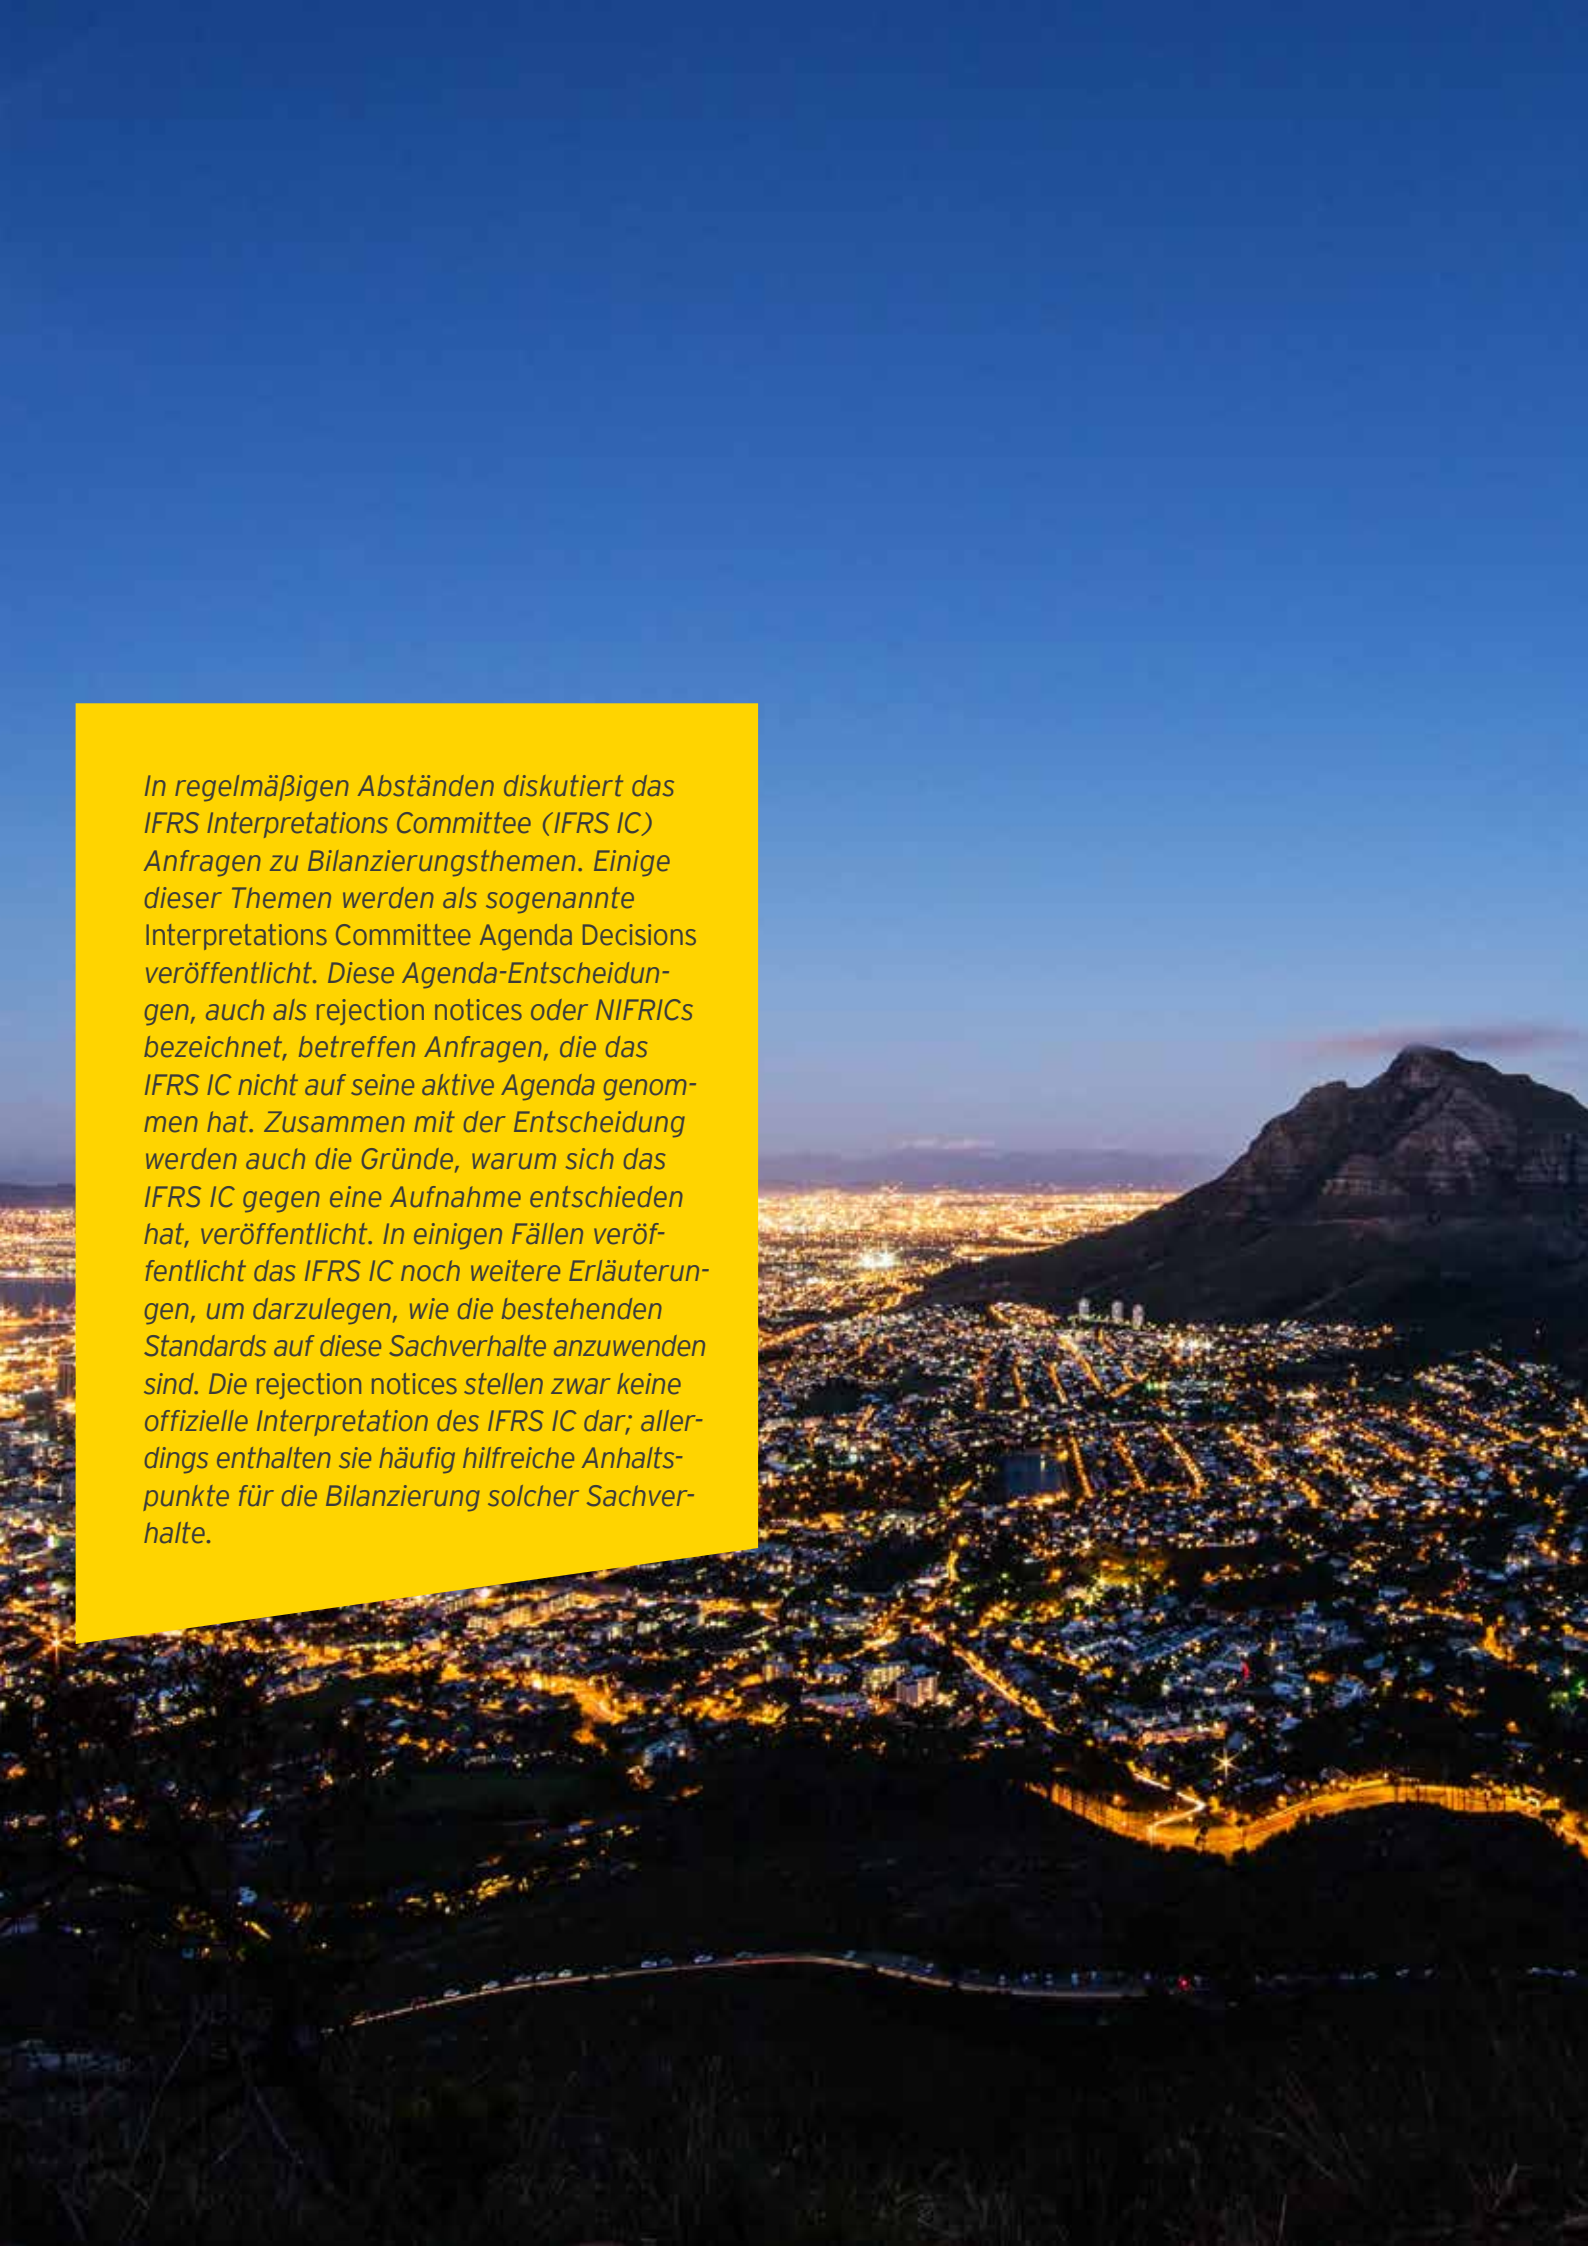 In regelmäßigen Abständen diskutiert das
IFRS Interpretations Committee (IFRS IC)
Anfragen zu Bilanzierungsthemen. Einige
dieser Themen werden als sogenannte
Interpretations Committee Agenda Decisions
veröffentlicht. Diese Agenda-Entscheidun-
gen, auch als rejection notices oder NIFRICs
bezeichnet, betreffen Anfragen, die das
IFRS IC nicht auf seine aktive Agenda genom-
men hat. Zusammen mit der Entscheidung
werden auch die Gründe, warum sich das
IFRS IC gegen eine Aufnahme entschieden
hat, veröffentlicht. In einigen Fällen veröf-
fentlicht das IFRS IC noch weitere Erläuterun-
gen, um darzulegen, wie die bestehenden
Standards auf diese Sachverhalte anzuwenden
sind. Die rejection notices stellen zwar keine
offizielle Interpretation des IFRS IC dar; aller-
dings enthalten sie häufig hilfreiche Anhalts-
punkte für die Bilanzierung solcher Sachver-
halte.